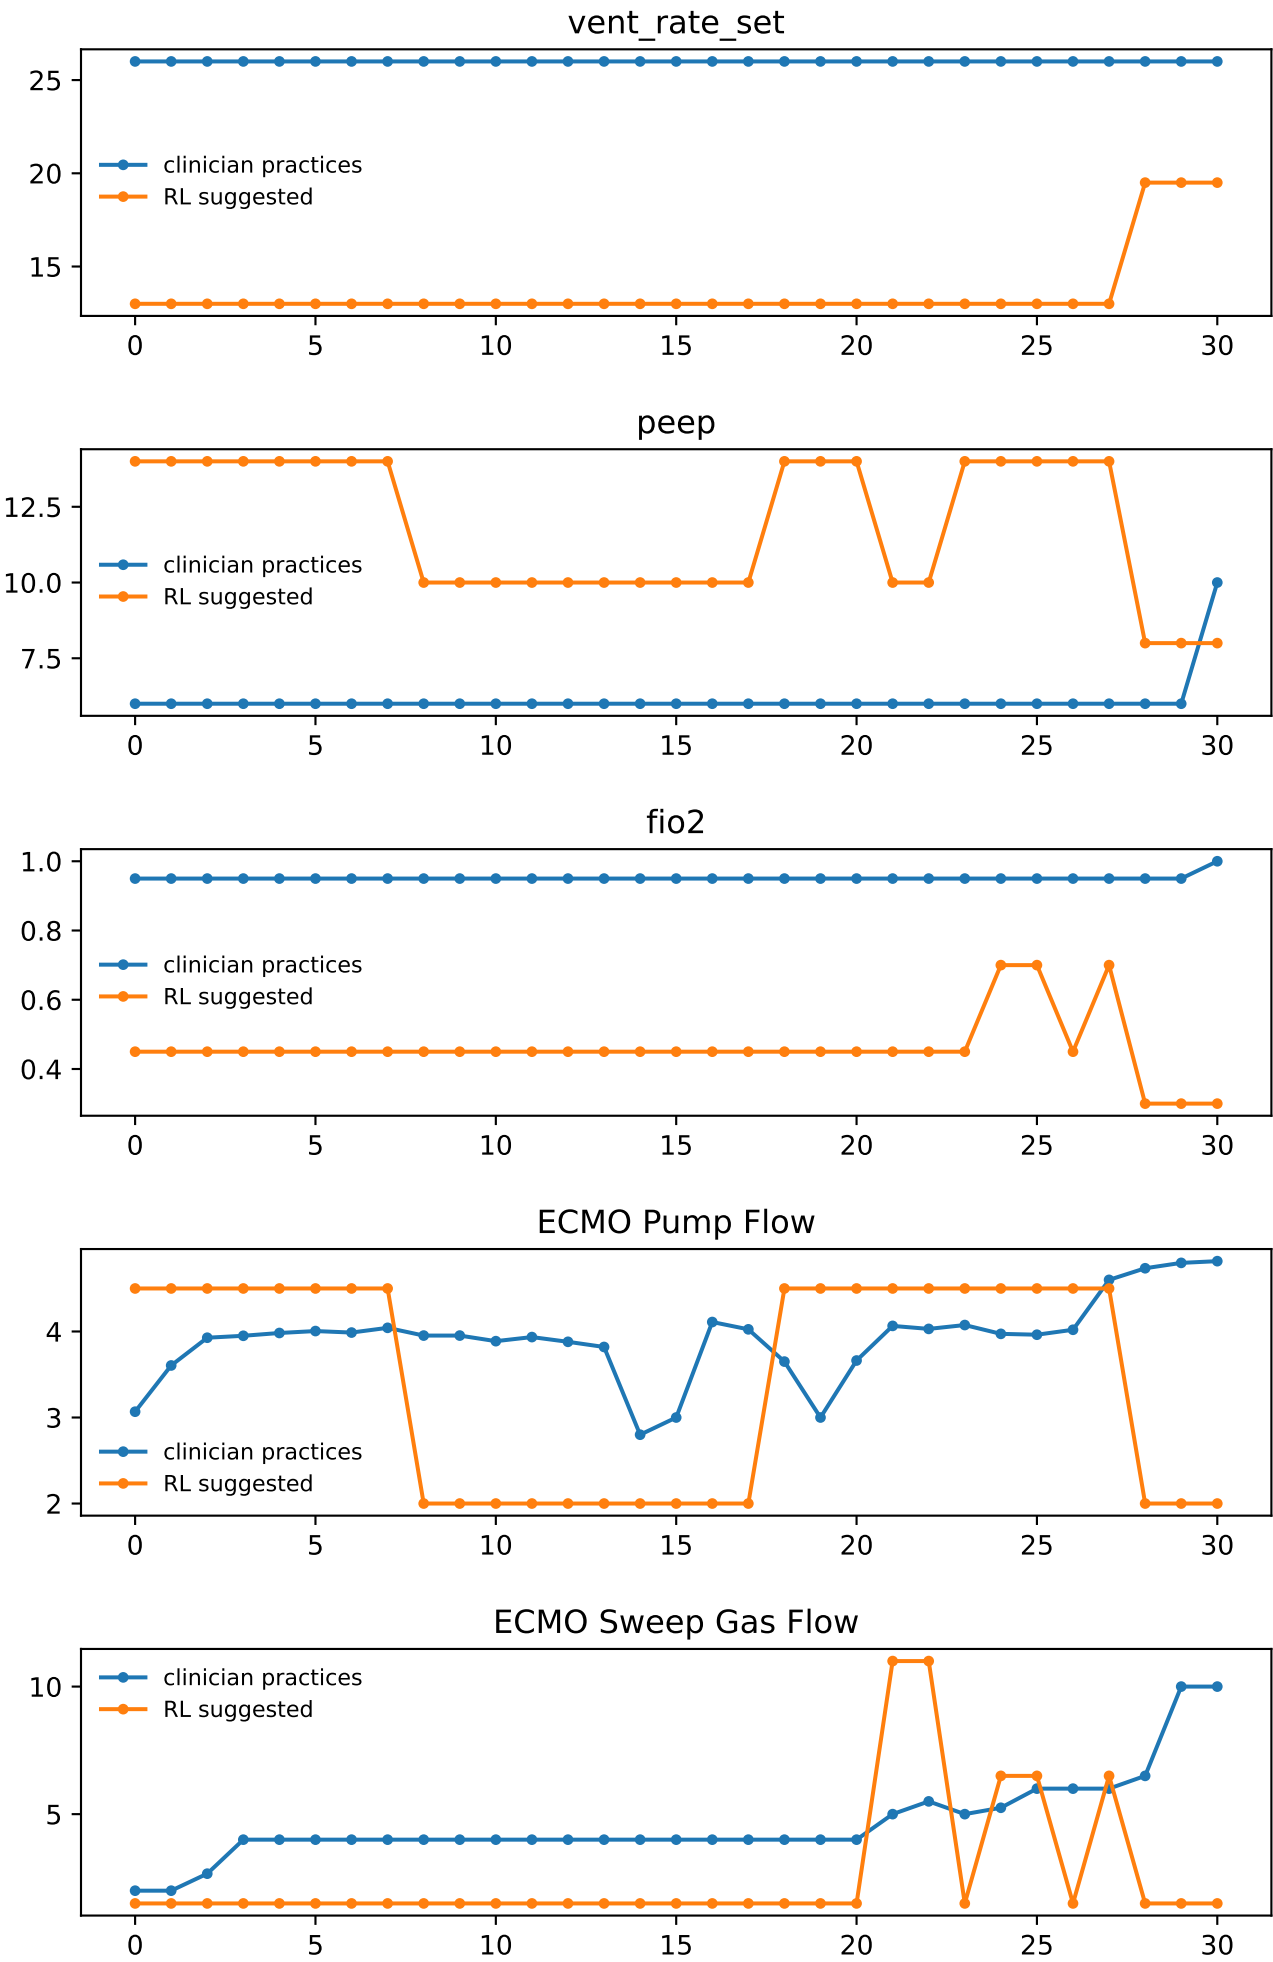 vent_rate_set
25
20
15
clinician practices
RL suggested
0 5 10 15 20 25 30
peep
12.5
10.0
7.5
clinician practices
RL suggested
0 5 10 15 20 25 30
fio2
1.0
0.8
0.6
0.4
clinician practices
RL suggested
0 5 10 15 20 25 30
ECMO Pump Flow
4
3
2
clinician practices
RL suggested
0 5 10 15 20 25 30
ECMO Sweep Gas Flow
10
5
clinician practices
RL suggested
0 5 10 15 20 25 30